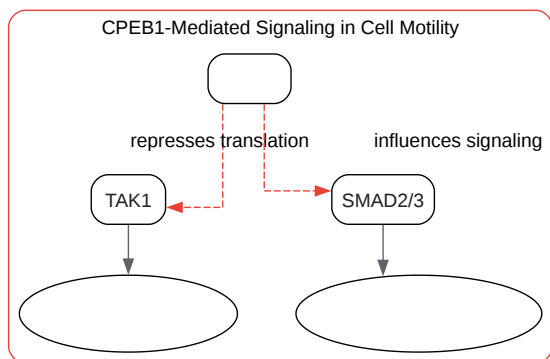 CPEB1-Mediated Signaling in Cell Motility
represses translation
influences signaling
TAK1
SMAD2/3